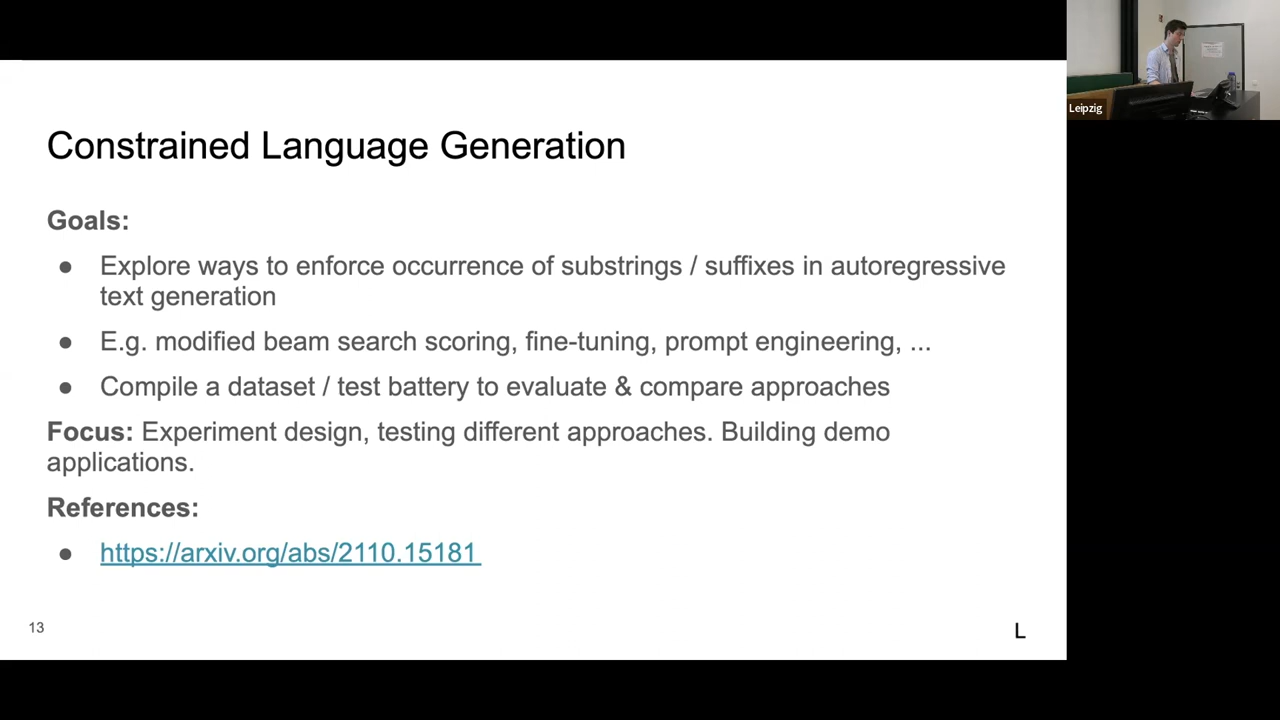 Constrained Language Generation
Goals:
● Explore ways to enforce occurrence of substrings / suffixes in autoregressive
text generation
● E.g. modified beam search scoring, fine-tuning, prompt engineering, ...
● Compile a dataset / test battery to evaluate & compare approaches
Focus: Experiment design, testing different approaches. Building demo
applications.
References:
● https://arxiv.org/abs/2110.15181
13
L
Leipzig